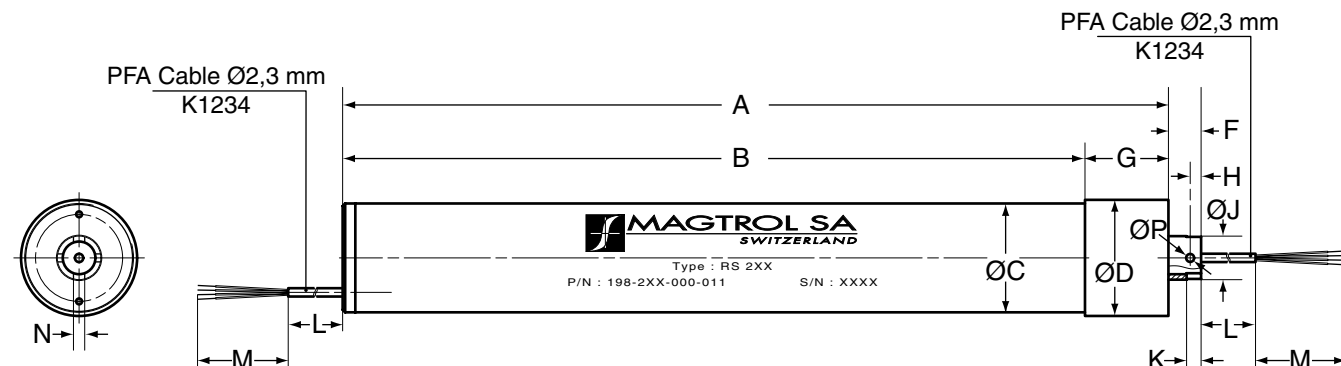 PFA Cable Ø2,3 mm
K1234
PFA Cable Ø2,3 mm
K1234
A
F
B
G
H
ØJ
MAGTROL SA
SWITZERLAND
ØP
Type : RS 2XX
ØC
ØD
P/N : 198-2XX-000-011 S/N : XXXX
N
L
L
M
K
M